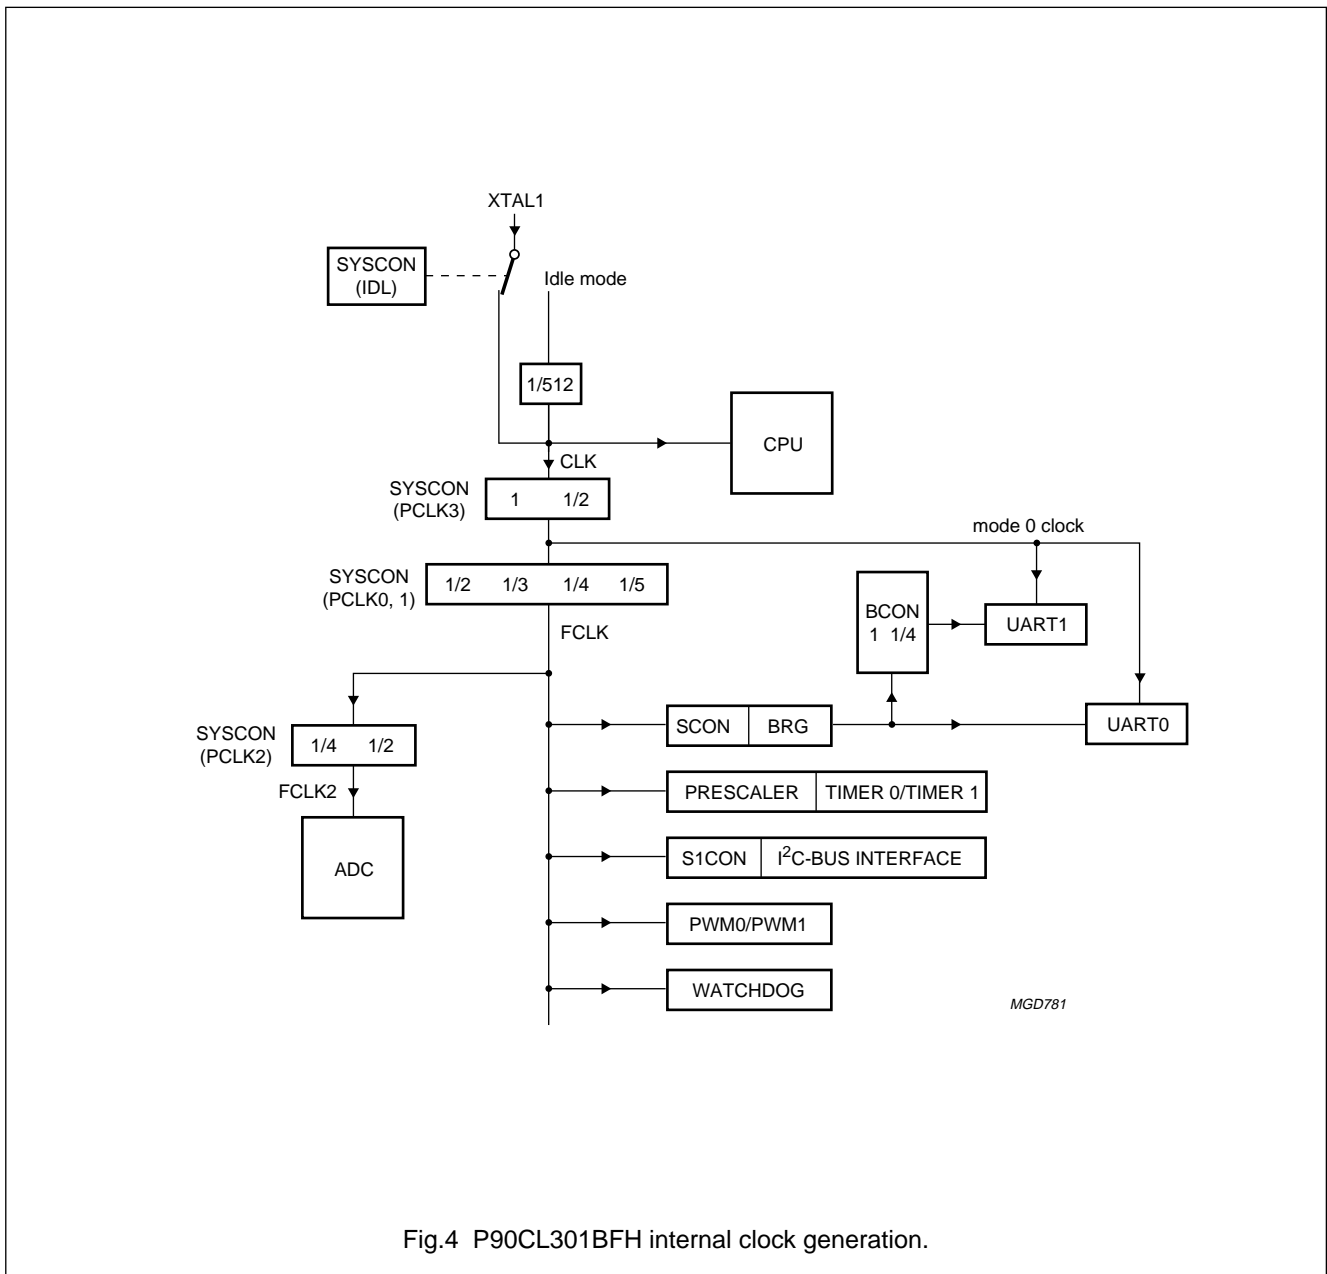 XTAL1
SYSCON
(IDL)
Idle mode
1/512
CPU
CLK
SYSCON
(PCLK3)
1 1/2
mode 0 clock
SYSCON
(PCLK0, 1)
1/2 1/3 1/4 1/5
BCON
1 1/4
UART1
FCLK
SYSCON
(PCLK2)
1/4 1/2
SCON BRG
UART0
FCLK2
PRESCALER TIMER 0/TIMER 1
ADC
S1CON I²C-BUS INTERFACE
PWM0/PWM1
WATCHDOG
MGD781
Fig.4 P90CL301BFH internal clock generation.